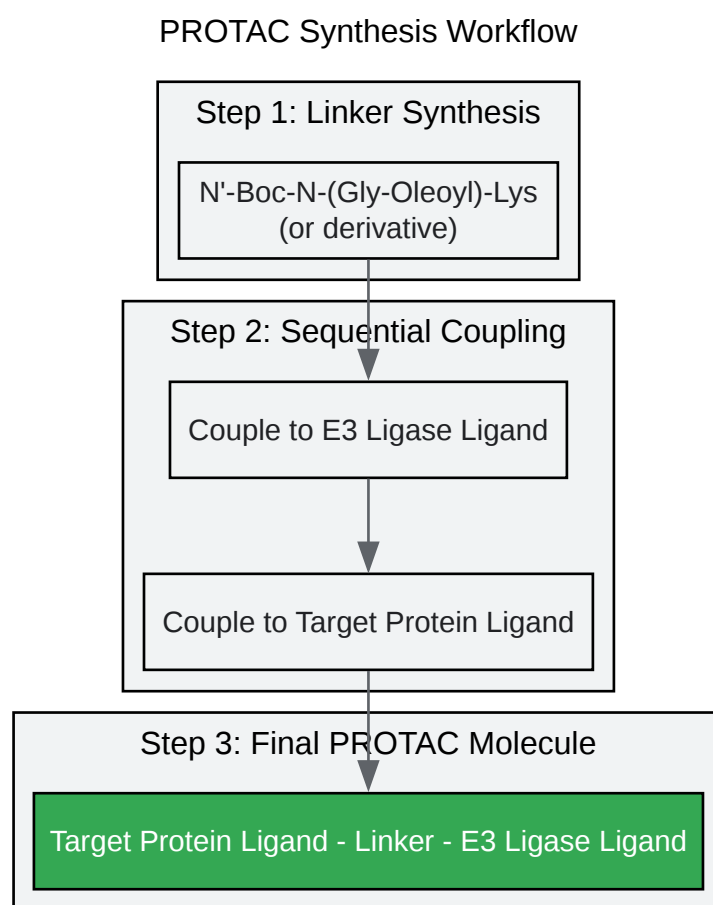 PROTAC Synthesis Workflow
Step 1: Linker Synthesis
N'-Boc-N-(Gly-Oleoyl)-Lys
(or derivative)
Step 2: Sequential Coupling
Couple to E3 Ligase Ligand
Couple to Target Protein Ligand
Step 3: Final PROTAC Molecule
Target Protein Ligand - Linker - E3 Ligase Ligand